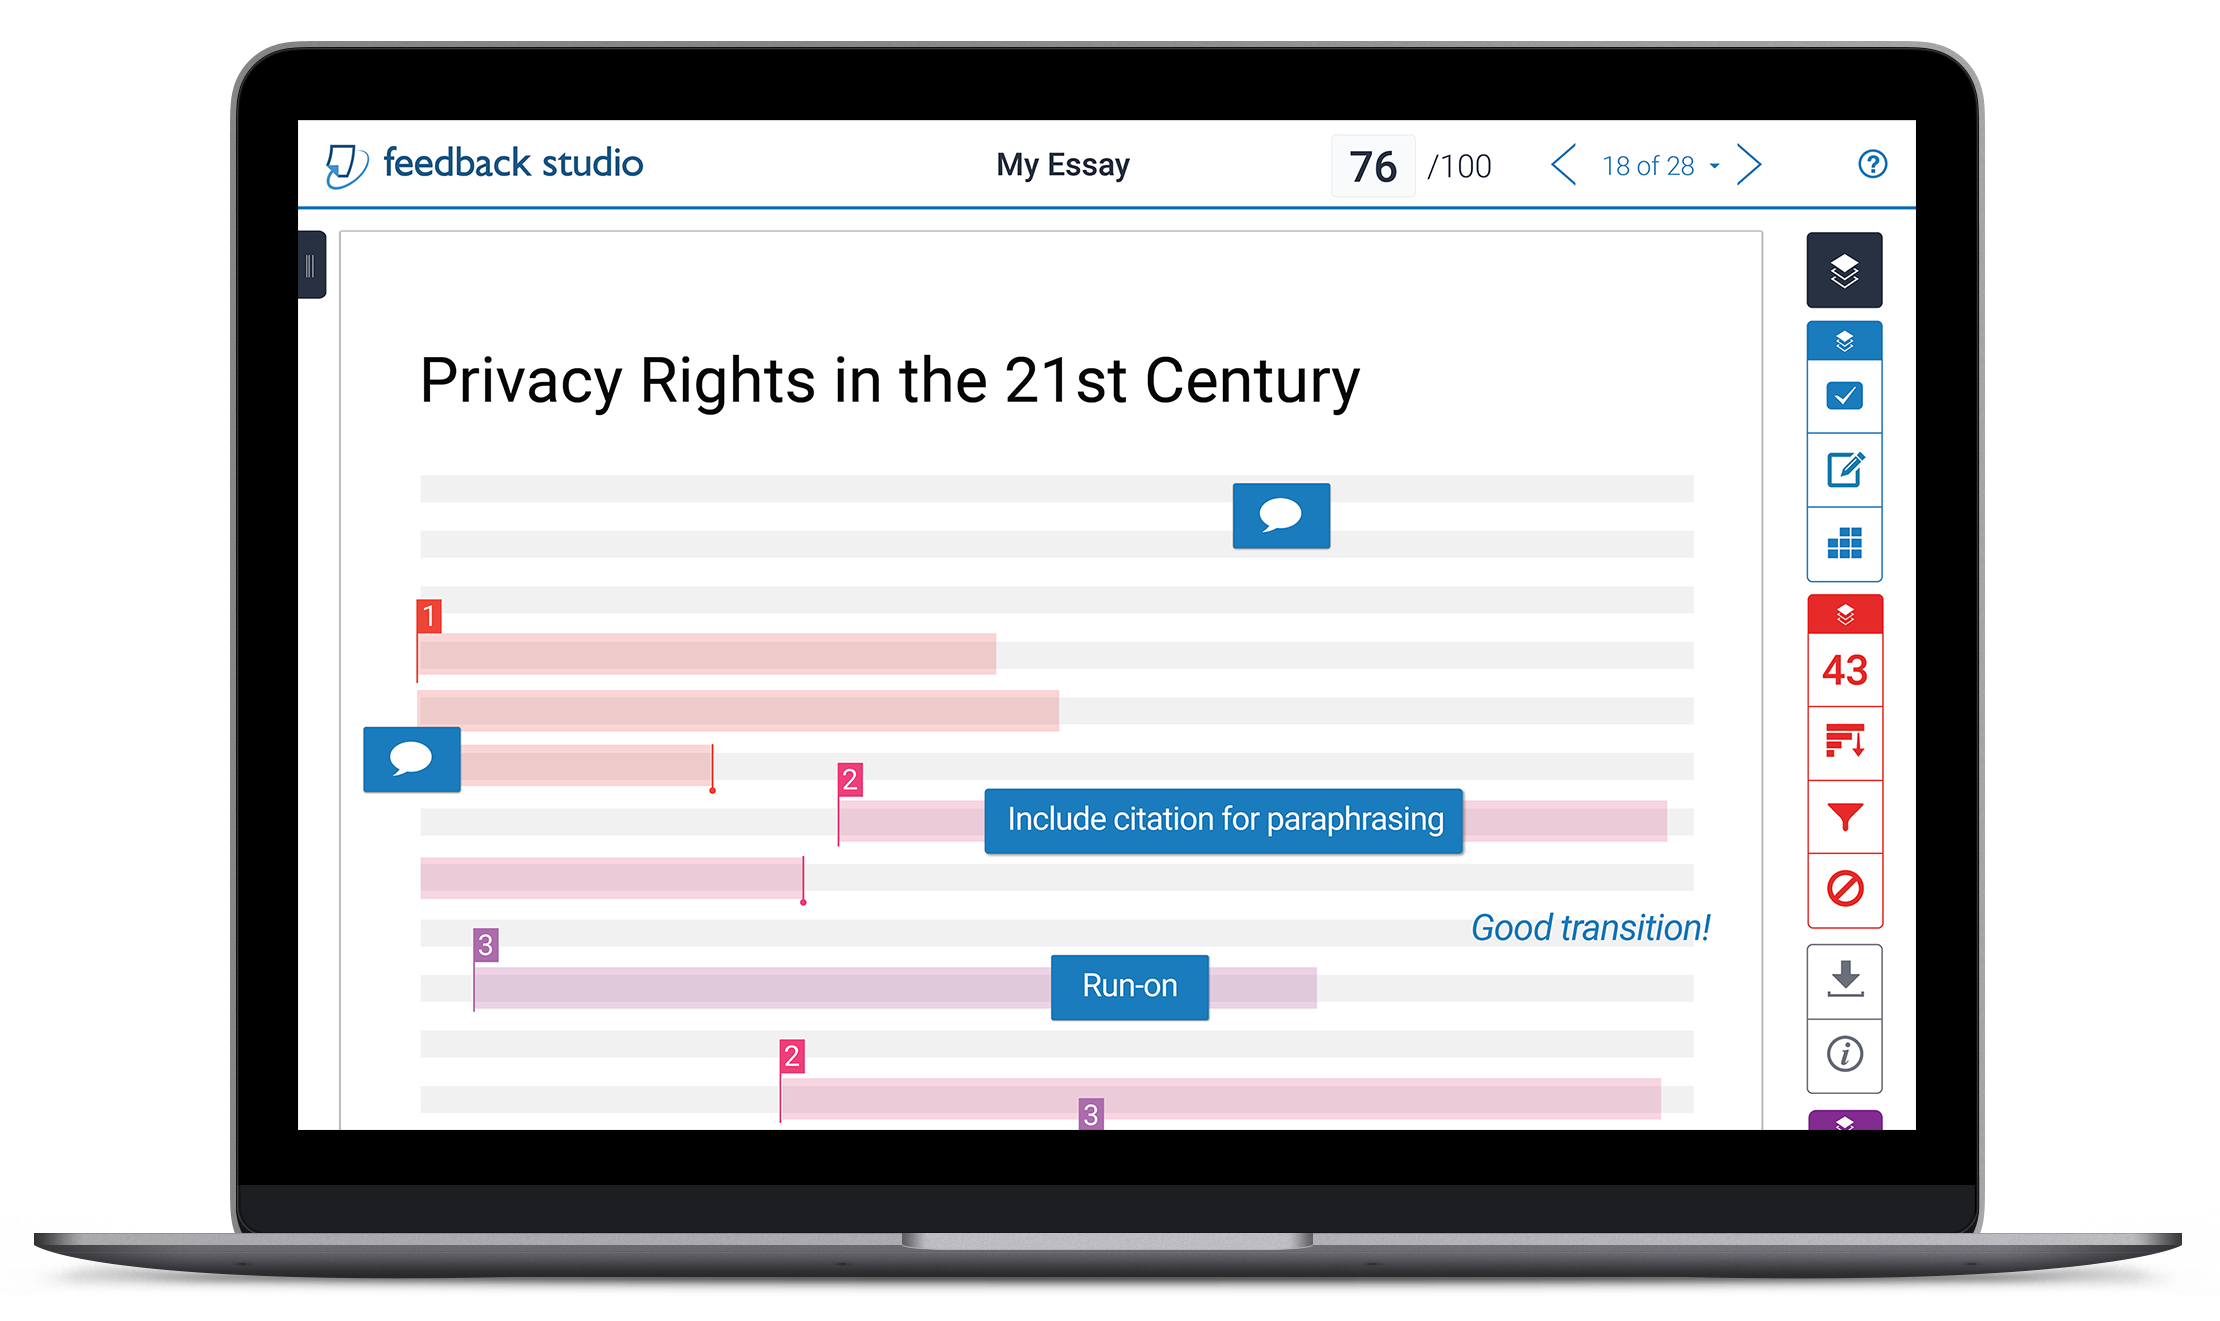 feedback studio
My Essay
76 /100
18 of 28
?
Privacy Rights in the 21st Century
1
43
2
Include citation for paraphrasing
Good transition!
3
Run-on
i
2
3